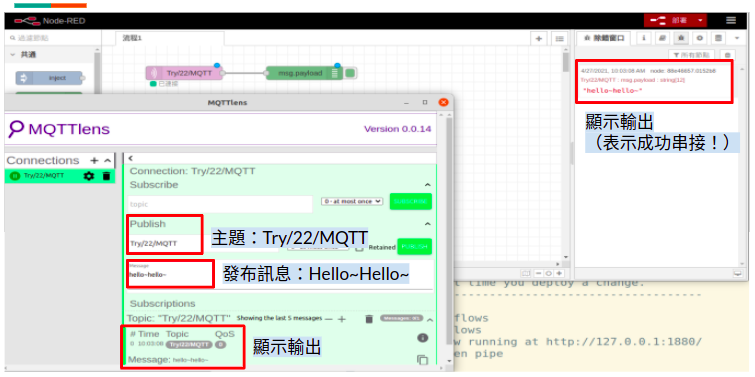 Node-RED
部署
過濾節點
流程1
除錯窗口
共通
所有節點
inject
Try/22/MQTT
msg.payload
已連線
4/27/2021, 10:03:08 AM node: 88e46657.0152b8
Try/22/MQTT : msg.payload : string[12]
"hello~hello~"
顯示輸出
（表示成功串接！）
MQTTlens
MQTTlens
Version 0.0.14
Connections
Try/22/MQTT
Connection: Try/22/MQTT
Subscribe
topic
0 - at most once
SUBSCRIBE
Publish
Try/22/MQTT
主題：Try/22/MQTT
Retained
PUBLISH
Message
hello~hello~
發布訊息：Hello~Hello~
Subscriptions
Topic: "Try/22/MQTT"
Showing the last 5 messages
Messages: 0/1
# Time Topic QoS
0 10:03:08 Try/22/MQTT 0
Message: hello~hello~
顯示輸出
t time you deploy a change.
flows
lows
w running at http://127.0.0.1:1880/
en pipe